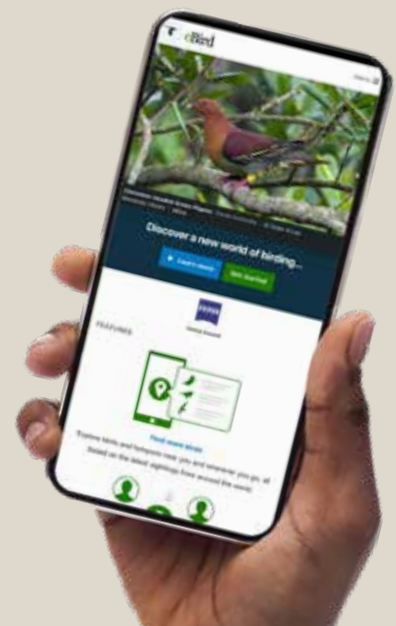 eBird
Discover a new world of birding...
Learn more
Get started
ZEISS
FEATURES
Find more birds
Explore birds and hotspots near you and wherever you go, all
based on the latest sightings from around the world.